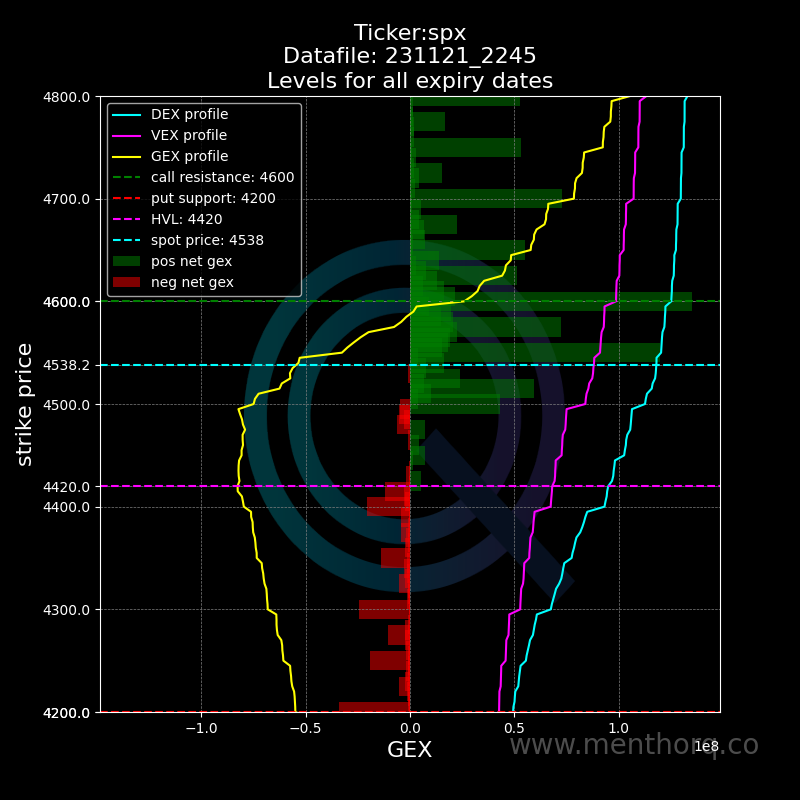 Ticker:spx
Datafile: 231121_2245
Levels for all expiry dates
DEX profile
VEX profile
GEX profile
call resistance: 4600
put support: 4200
HVL: 4420
spot price: 4538
pos net gex
neg net gex
strike price
4800.0
4700.0
4600.0
4538.2
4500.0
4420.0
4400.0
4300.0
4200.0
−1.0 −0.5 0.0 0.5 1.0
1e8
GEX
www.menthorq.co